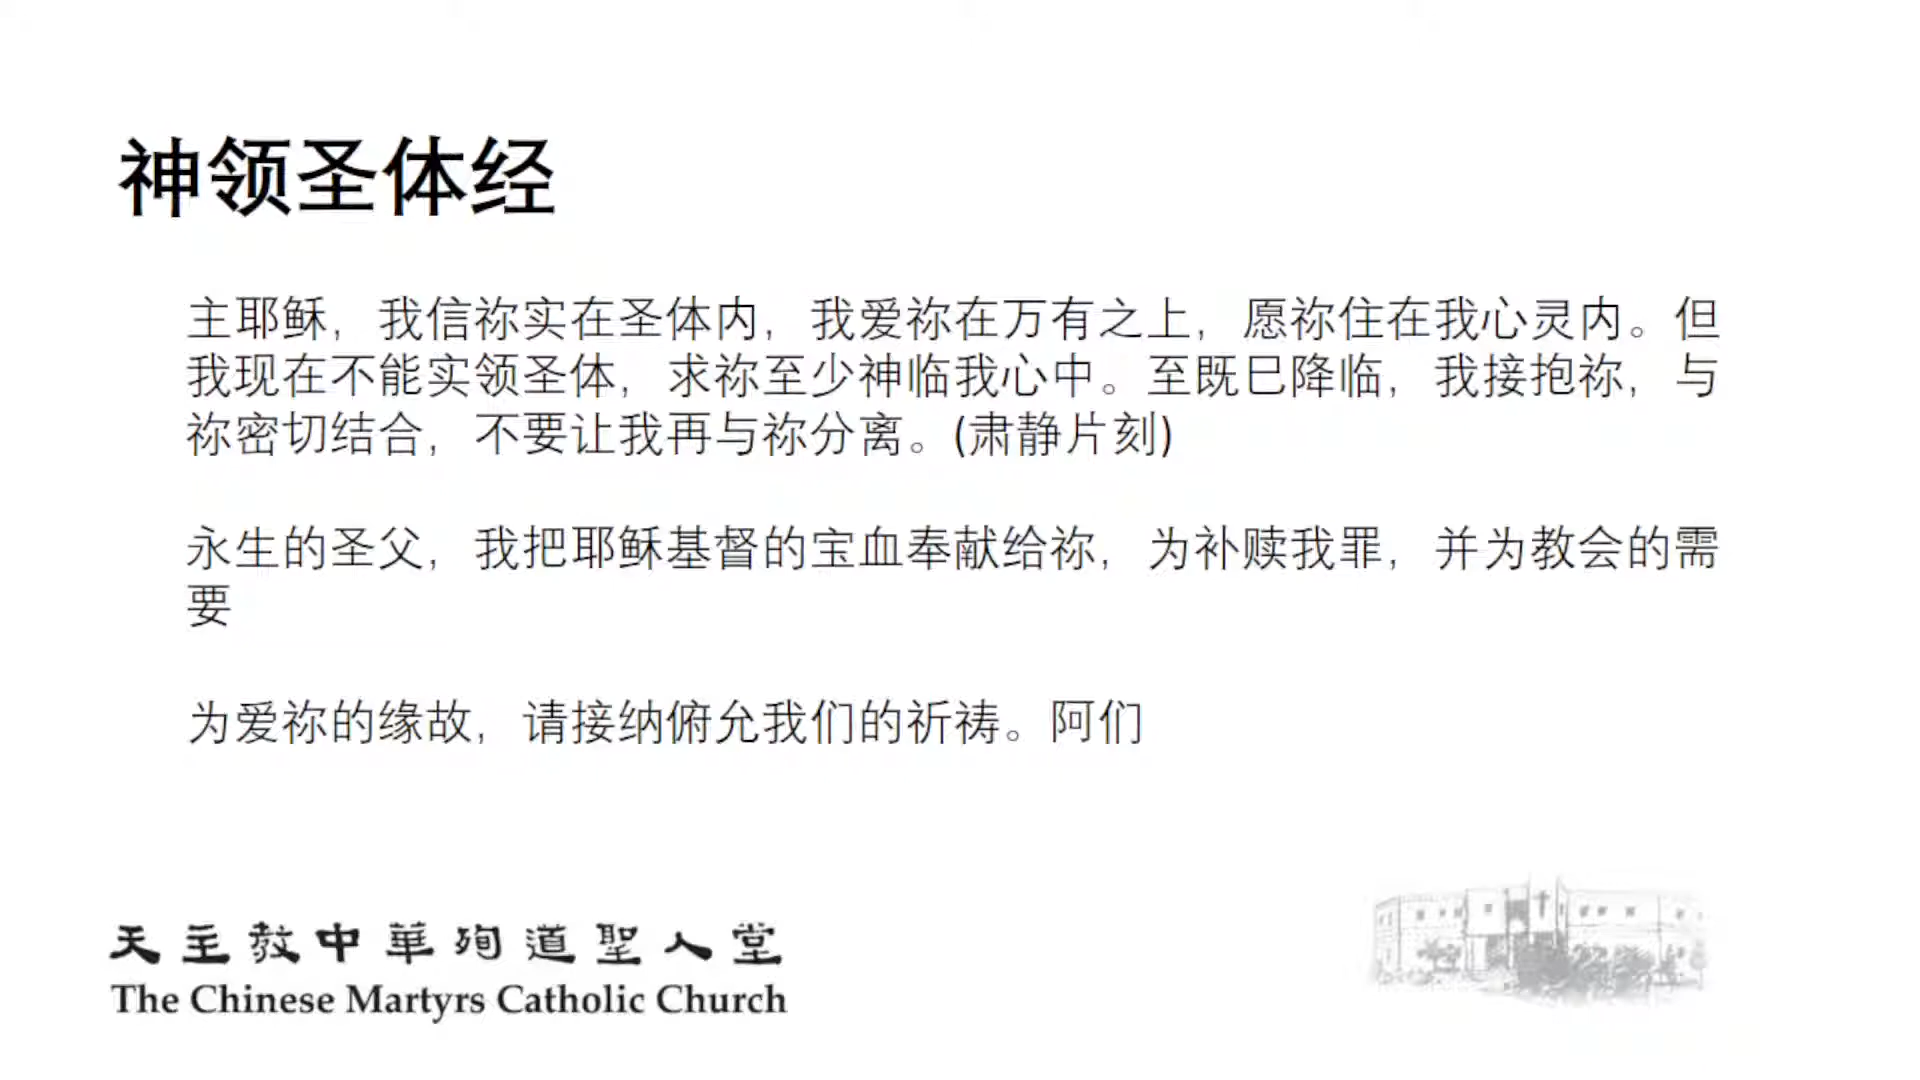 神领圣体经
主耶稣，我信祢实在圣体内，我爱祢在万有之上，愿祢住在我心灵内。但
我现在不能实领圣体，求祢至少神临我心中。至既巳降临，我接抱祢，与
祢密切结合，不要让我再与祢分离。(肃静片刻)
永生的圣父，我把耶稣基督的宝血奉献给祢，为补赎我罪，并为教会的需
要
为爱祢的缘故，请接纳俯允我们的祈祷。阿们
天主教中華殉道聖人堂
The Chinese Martyrs Catholic Church